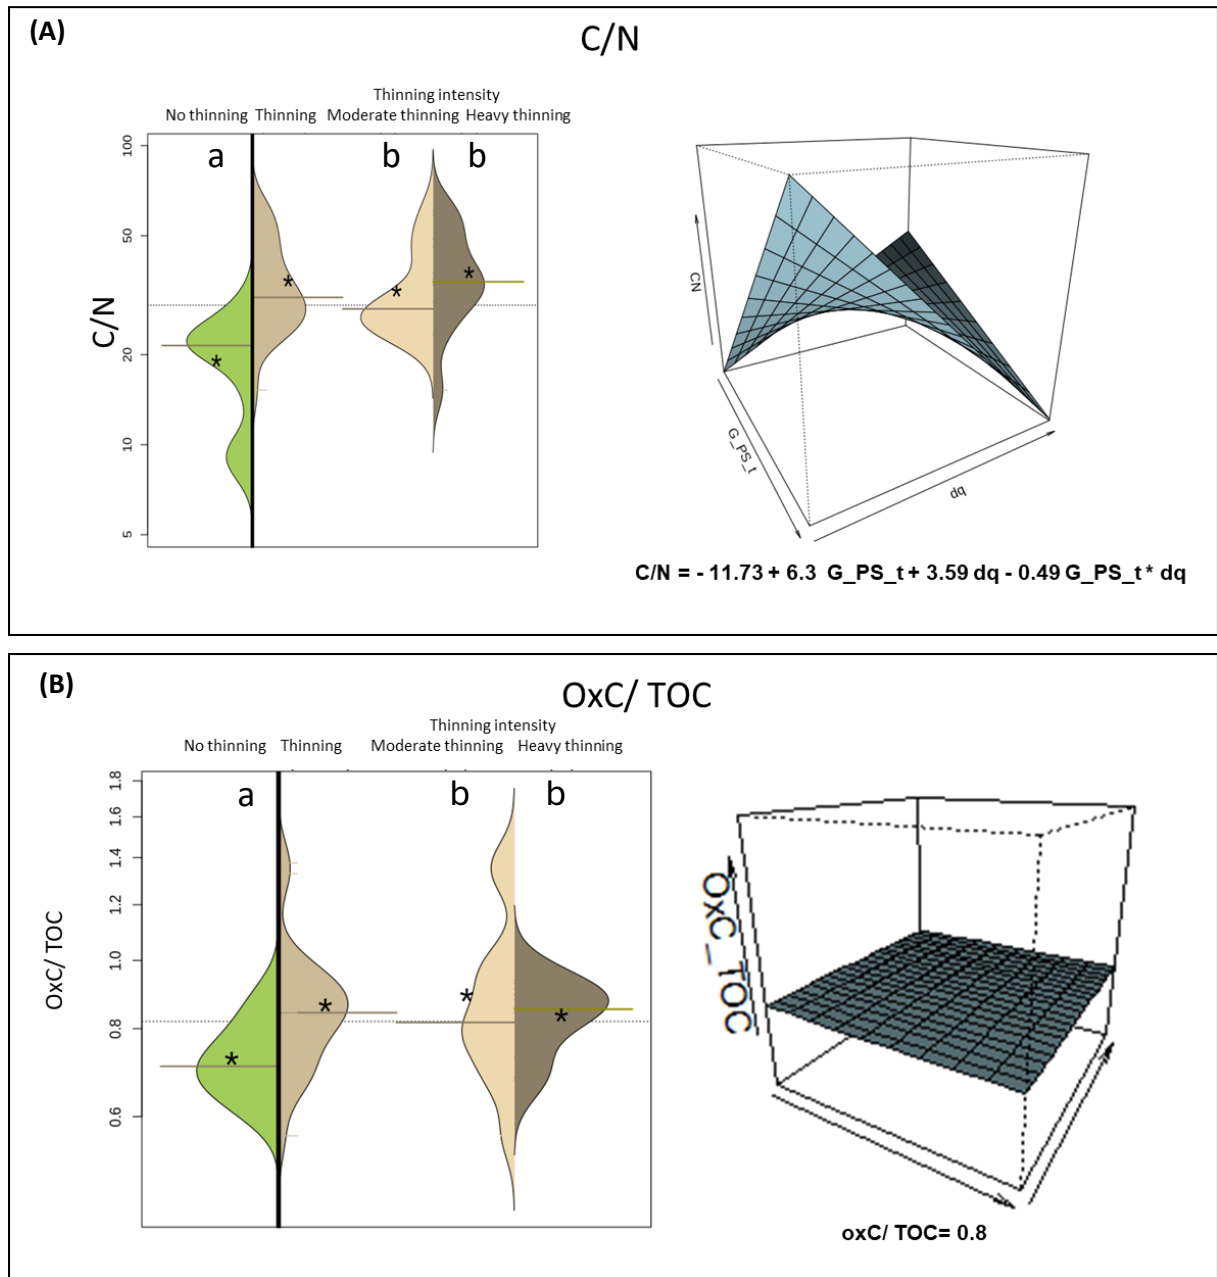 (A)
C/N
Thinning intensity
No thinning Thinning Moderate thinning Heavy thinning
a b b
100
50
20
10
5
C/N
*
*
*
*
CN
G_PS_t
dq
C/N = - 11.73 + 6.3 G_PS_t + 3.59 dq - 0.49 G_PS_t * dq
(B)
OxC/ TOC
Thinning intensity
No thinning Thinning Moderate thinning Heavy thinning
a b b
1.8
1.6
1.4
1.2
1.0
0.8
0.6
OxC/ TOC
*
*
*
*
OxC_TOC
oxC/ TOC= 0.8